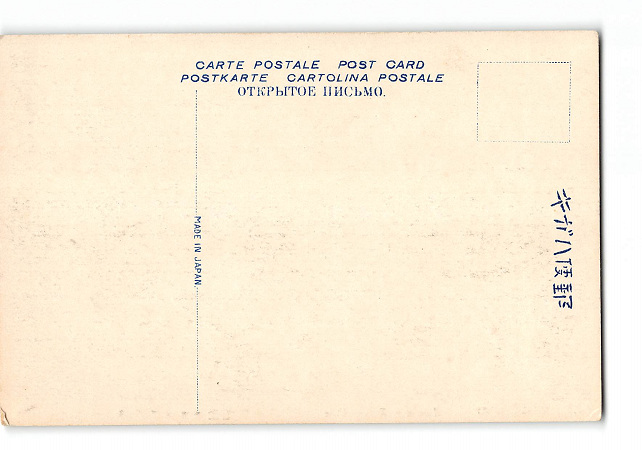 CARTE POSTALE POST CARD
POSTKARTE CARTOLINA POSTALE
ОТКРЫТОЕ ПИСЬМО.
MADE IN JAPAN.
郵便ハガキ